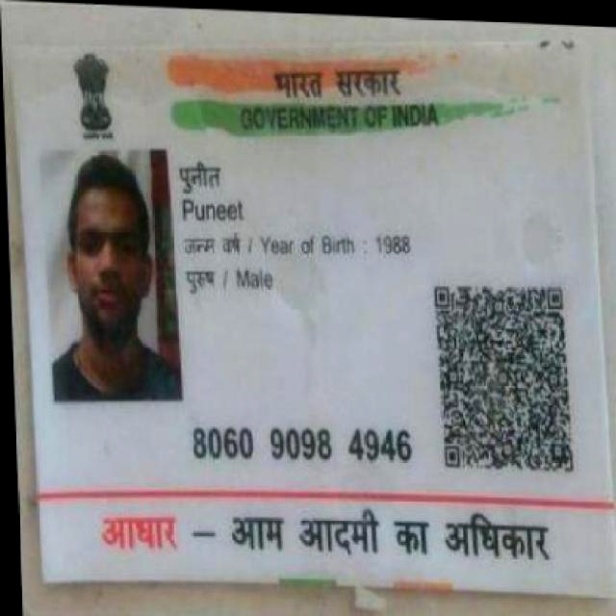 भारत सरकार
GOVERNMENT OF INDIA
पुनीत
Puneet
जन्म वर्ष / Year of Birth : 1988
पुरुष / Male
8060 9098 4946
आधार – आम आदमी का अधिकार